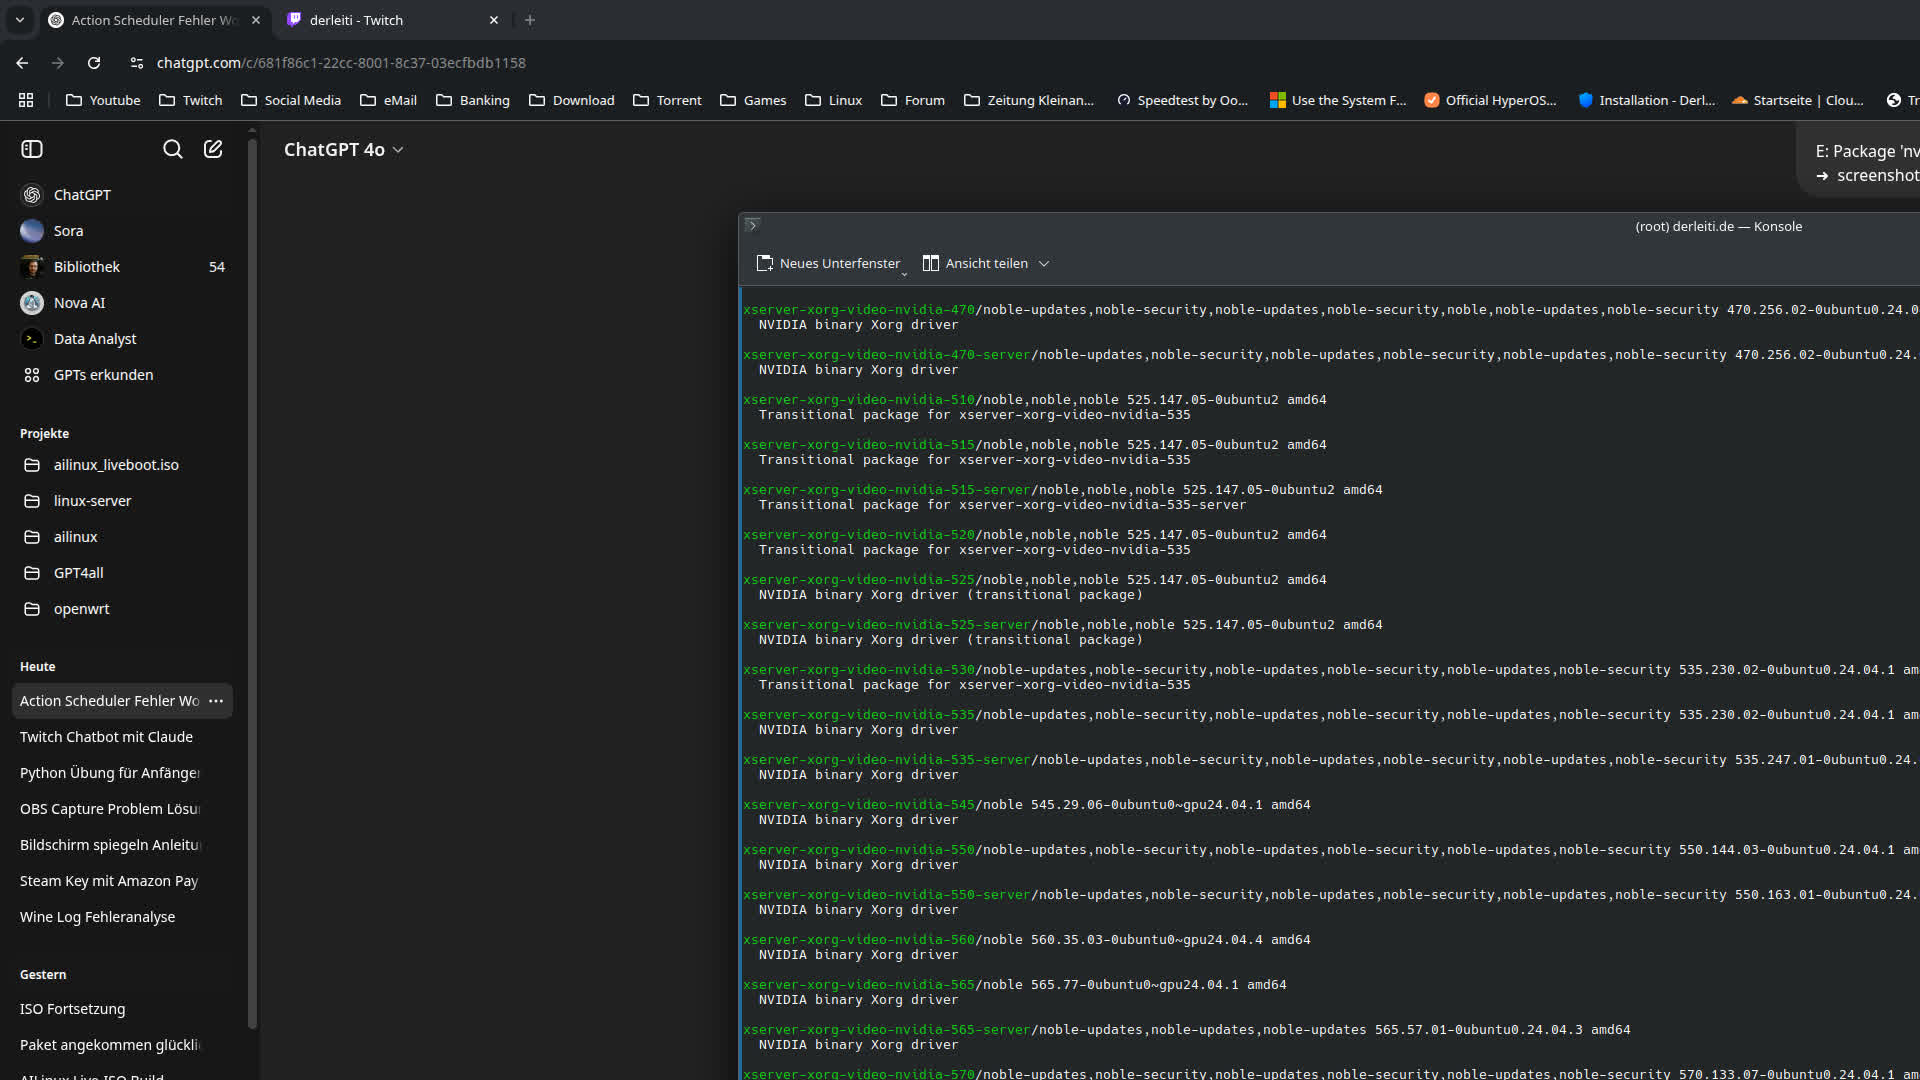 Action Scheduler Fehler Wo
derleiti - Twitch
chatgpt.com/c/681f86c1-22cc-8001-8c37-03ecfbdb1158
Youtube
Twitch
Social Media
eMail
Banking
Download
Torrent
Games
Linux
Forum
Zeitung Kleinan...
Speedtest by Oo...
Use the System F...
Official HyperOS...
Installation - Derl...
Startseite | Clou...
Tr
ChatGPT 4o
E: Package 'nv
➜ screenshot
ChatGPT
Sora
Bibliothek 54
Nova AI
Data Analyst
GPTs erkunden
Projekte
ailinux_liveboot.iso
linux-server
ailinux
GPT4all
openwrt
Heute
Action Scheduler Fehler Wo
Twitch Chatbot mit Claude
Python Übung für Anfänger
OBS Capture Problem Lösu
Bildschirm spiegeln Anleitu
Steam Key mit Amazon Pay
Wine Log Fehleranalyse
Gestern
ISO Fortsetzung
Paket angekommen glückli
AILinux Live ISO Build
(root) derleiti.de — Konsole
Neues Unterfenster
Ansicht teilen
xserver-xorg-video-nvidia-470/noble-updates,noble-security,noble-updates,noble-security,noble,noble-updates,noble-security 470.256.02-0ubuntu0.24.0
NVIDIA binary Xorg driver
xserver-xorg-video-nvidia-470-server/noble-updates,noble-security,noble-updates,noble-security,noble-updates,noble-security 470.256.02-0ubuntu0.24.
NVIDIA binary Xorg driver
xserver-xorg-video-nvidia-510/noble,noble,noble 525.147.05-0ubuntu2 amd64
Transitional package for xserver-xorg-video-nvidia-535
xserver-xorg-video-nvidia-515/noble,noble,noble 525.147.05-0ubuntu2 amd64
Transitional package for xserver-xorg-video-nvidia-535
xserver-xorg-video-nvidia-515-server/noble,noble,noble 525.147.05-0ubuntu2 amd64
Transitional package for xserver-xorg-video-nvidia-535-server
xserver-xorg-video-nvidia-520/noble,noble,noble 525.147.05-0ubuntu2 amd64
Transitional package for xserver-xorg-video-nvidia-535
xserver-xorg-video-nvidia-525/noble,noble,noble 525.147.05-0ubuntu2 amd64
NVIDIA binary Xorg driver (transitional package)
xserver-xorg-video-nvidia-525-server/noble,noble,noble 525.147.05-0ubuntu2 amd64
NVIDIA binary Xorg driver (transitional package)
xserver-xorg-video-nvidia-530/noble-updates,noble-security,noble-updates,noble-security,noble-updates,noble-security 535.230.02-0ubuntu0.24.04.1 am
Transitional package for xserver-xorg-video-nvidia-535
xserver-xorg-video-nvidia-535/noble-updates,noble-security,noble-updates,noble-security,noble-updates,noble-security 535.230.02-0ubuntu0.24.04.1 am
NVIDIA binary Xorg driver
xserver-xorg-video-nvidia-535-server/noble-updates,noble-security,noble-updates,noble-security,noble-updates,noble-security 535.247.01-0ubuntu0.24.
NVIDIA binary Xorg driver
xserver-xorg-video-nvidia-545/noble 545.29.06-0ubuntu0~gpu24.04.1 amd64
NVIDIA binary Xorg driver
xserver-xorg-video-nvidia-550/noble-updates,noble-security,noble-updates,noble-security,noble-updates,noble-security 550.144.03-0ubuntu0.24.04.1 am
NVIDIA binary Xorg driver
xserver-xorg-video-nvidia-550-server/noble-updates,noble-security,noble-updates,noble-security,noble-updates,noble-security 550.163.01-0ubuntu0.24.
NVIDIA binary Xorg driver
xserver-xorg-video-nvidia-560/noble 560.35.03-0ubuntu0~gpu24.04.4 amd64
NVIDIA binary Xorg driver
xserver-xorg-video-nvidia-565/noble 565.77-0ubuntu0~gpu24.04.1 amd64
NVIDIA binary Xorg driver
xserver-xorg-video-nvidia-565-server/noble-updates,noble-updates,noble-updates 565.57.01-0ubuntu0.24.04.3 amd64
NVIDIA binary Xorg driver
xserver-xorg-video-nvidia-570/noble-updates,noble-security,noble-updates,noble-security,noble-updates,noble-security 570.133.07-0ubuntu0.24.04.1 am